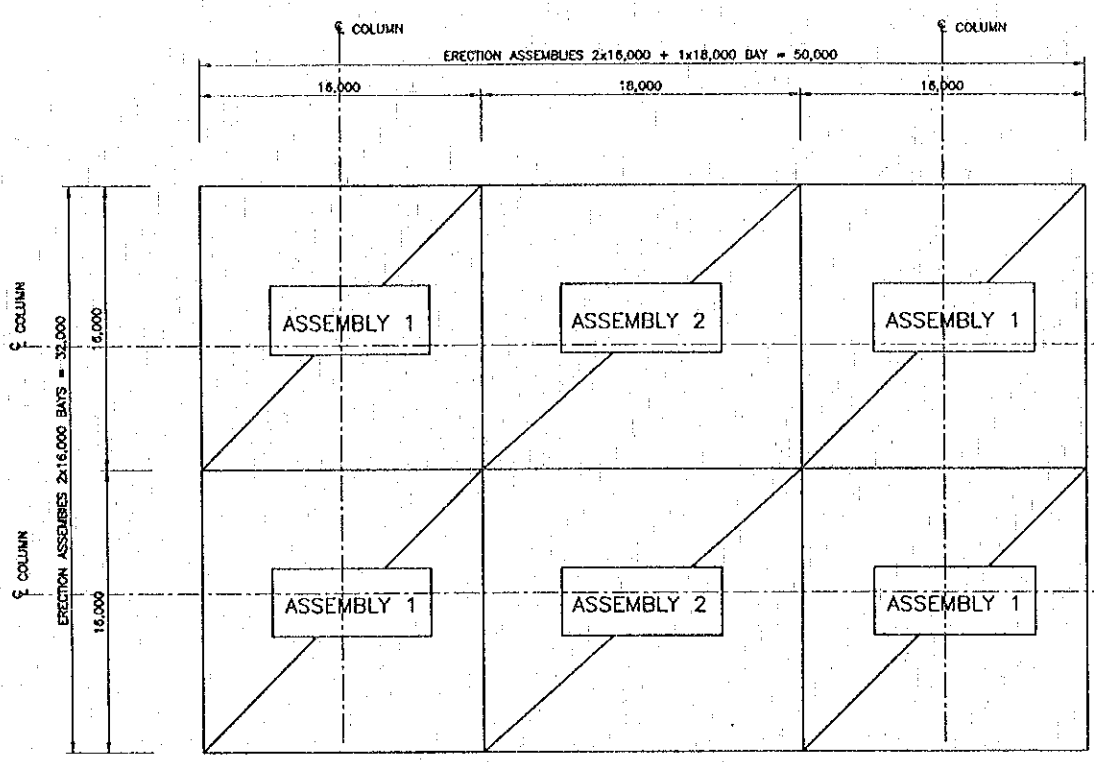 ℄ COLUMN
℄ COLUMN
ERECTION ASSEMBLIES 2x16,000 + 1x18,000 BAY = 50,000
16,000
18,000
16,000
℄ COLUMN
℄ COLUMN
ERECTION ASSEMBIES 2x16,000 BAYS = 32,000
16,000
16,000
ASSEMBLY 1
ASSEMBLY 2
ASSEMBLY 1
ASSEMBLY 1
ASSEMBLY 2
ASSEMBLY 1